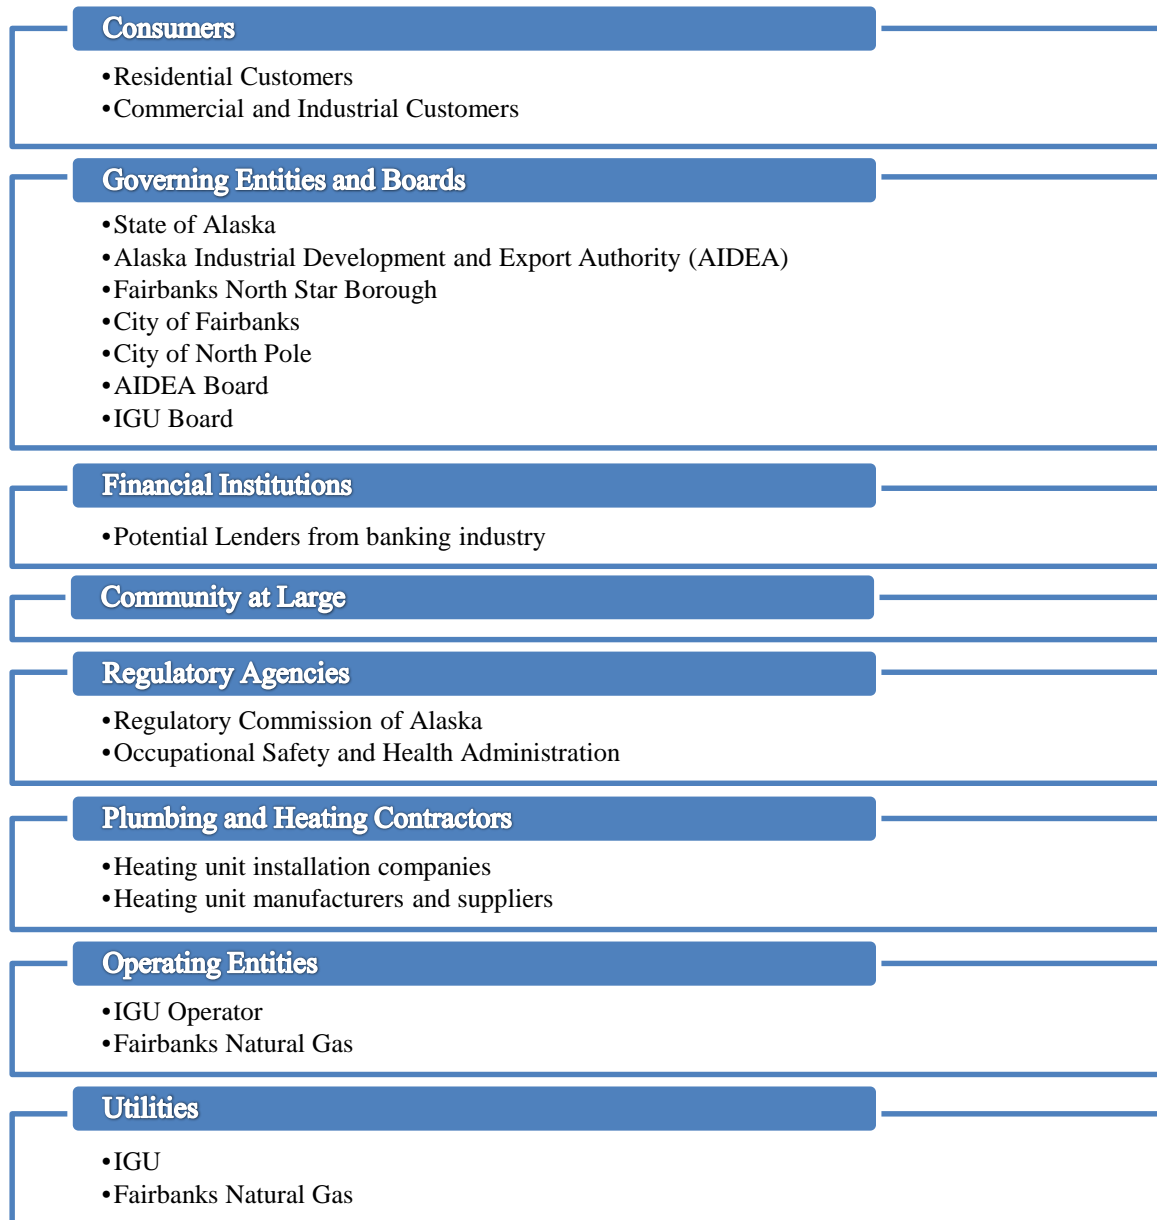 Consumers
•Residential Customers
•Commercial and Industrial Customers
Governing Entities and Boards
•State of Alaska
•Alaska Industrial Development and Export Authority (AIDEA)
•Fairbanks North Star Borough
•City of Fairbanks
•City of North Pole
•AIDEA Board
•IGU Board
Financial Institutions
•Potential Lenders from banking industry
Community at Large
Regulatory Agencies
•Regulatory Commission of Alaska
•Occupational Safety and Health Administration
Plumbing and Heating Contractors
•Heating unit installation companies
•Heating unit manufacturers and suppliers
Operating Entities
•IGU Operator
•Fairbanks Natural Gas
Utilities
•IGU
•Fairbanks Natural Gas